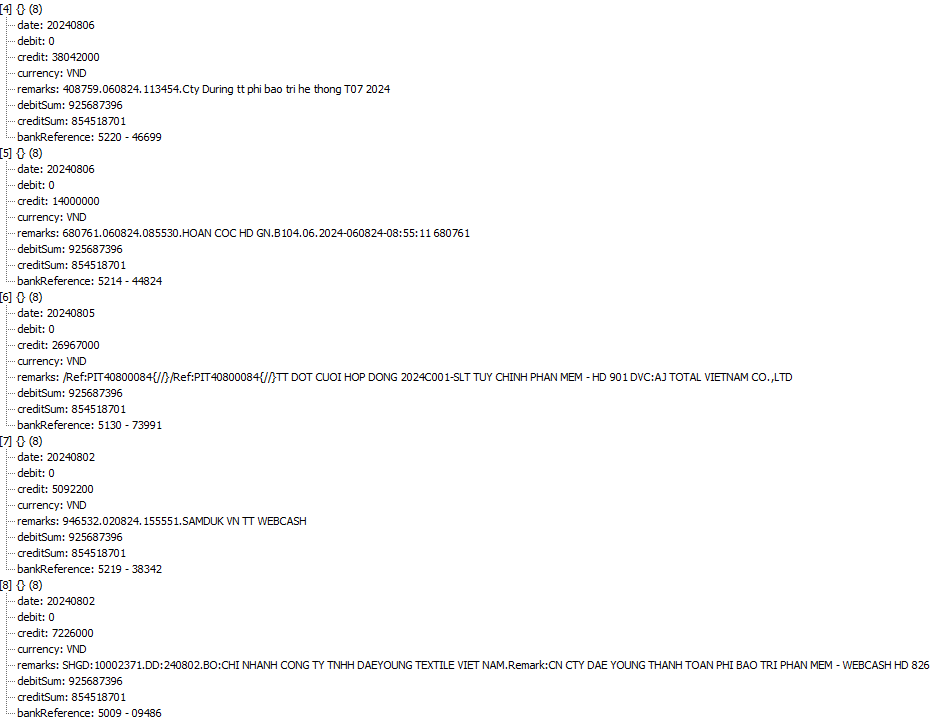 [4] {} (8)
date: 20240806
debit: 0
credit: 38042000
currency: VND
remarks: 408759.060824.113454.Cty During tt phi bao tri he thong T07 2024
debitSum: 925687396
creditSum: 854518701
bankReference: 5220 - 46699
[5] {} (8)
date: 20240806
debit: 0
credit: 14000000
currency: VND
remarks: 680761.060824.085530.HOAN COC HD GN.B104.06.2024-060824-08:55:11 680761
debitSum: 925687396
creditSum: 854518701
bankReference: 5214 - 44824
[6] {} (8)
date: 20240805
debit: 0
credit: 26967000
currency: VND
remarks: /Ref:PIT40800084{//}/Ref:PIT40800084{//}TT DOT CUOI HOP DONG 2024C001-SLT TUY CHINH PHAN MEM - HD 901 DVC:AJ TOTAL VIETNAM CO.,LTD
debitSum: 925687396
creditSum: 854518701
bankReference: 5130 - 73991
[7] {} (8)
date: 20240802
debit: 0
credit: 5092200
currency: VND
remarks: 946532.020824.155551.SAMDUK VN TT WEBCASH
debitSum: 925687396
creditSum: 854518701
bankReference: 5219 - 38342
[8] {} (8)
date: 20240802
debit: 0
credit: 7226000
currency: VND
remarks: SHGD:10002371.DD:240802.BO:CHI NHANH CONG TY TNHH DAEYOUNG TEXTILE VIET NAM.Remark:CN CTY DAE YOUNG THANH TOAN PHI BAO TRI PHAN MEM - WEBCASH HD 826
debitSum: 925687396
creditSum: 854518701
bankReference: 5009 - 09486